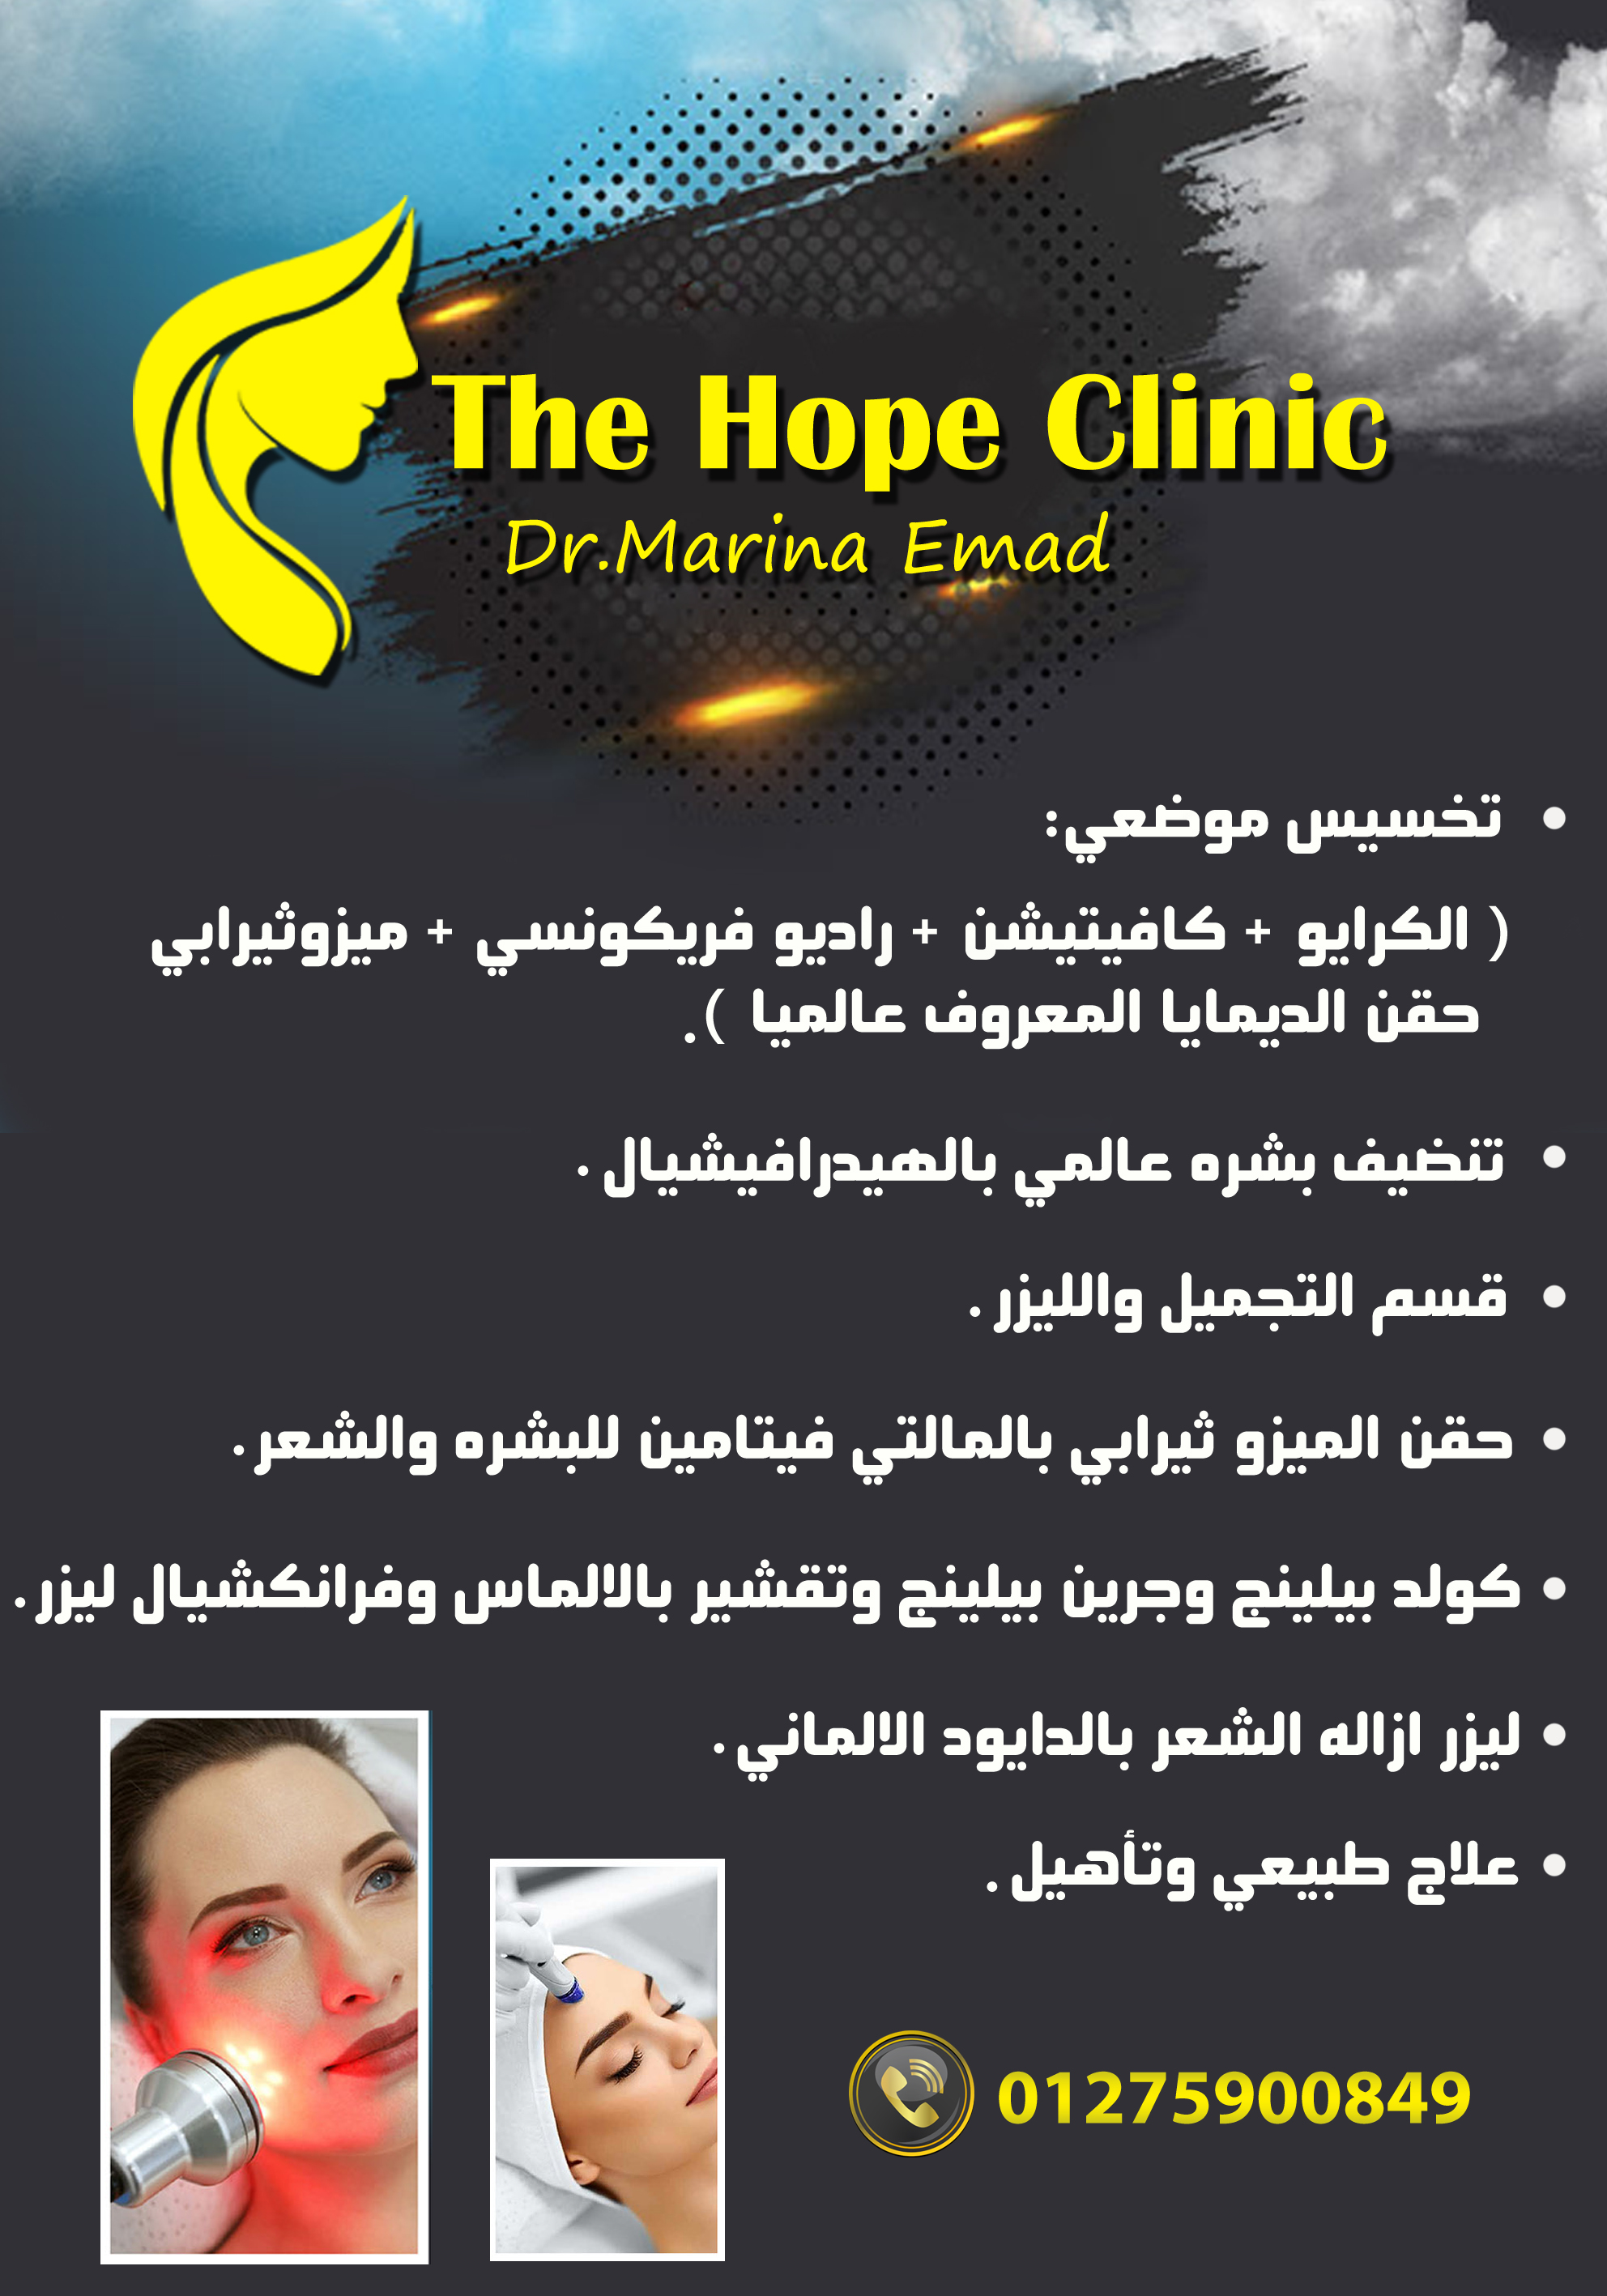 The Hope Clinic
Dr.Marina Emad
• تخسيس موضعي:
( الكرايو + كافيتيشن + راديو فريكونسي + ميزوثيرابي
حقن الديمايا المعروف عالميا ).
• تنضيف بشره عالمي بالهيدرافيشيال.
• قسم التجميل والليزر.
• حقن الميزو ثيرابي بالمالتي فيتامين للبشره والشعر.
• كولد بيلينج وجرين بيلينج وتقشير بالالماس وفرانكشيال ليزر.
• ليزر ازاله الشعر بالدايود الالماني.
• علاج طبيعي وتأهيل.
01275900849